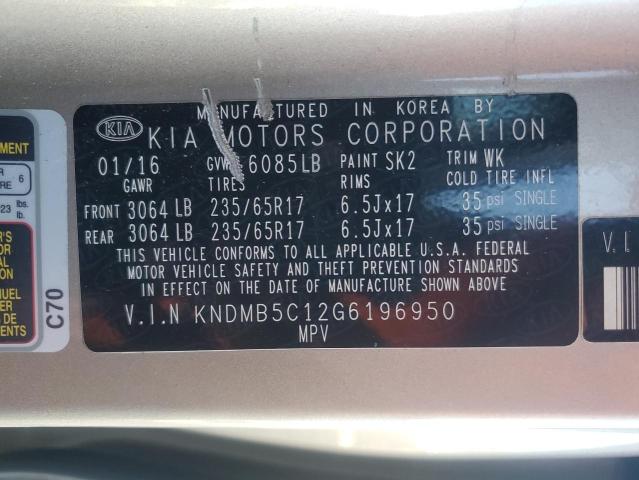 MANUFACTURED IN KOREA BY
KIA KIA MOTORS CORPORATION
01/16 GVWR 6085LB PAINT SK2 TRIM WK
GAWR TIRES RIMS COLD TIRE INFL
FRONT 3064 LB 235/65R17 6.5Jx17 35 psi SINGLE
REAR 3064 LB 235/65R17 6.5Jx17 35 psi SINGLE
THIS VEHICLE CONFORMS TO ALL APPLICABLE U.S.A. FEDERAL
MOTOR VEHICLE SAFETY AND THEFT PREVENTION STANDARDS
IN EFFECT ON THE DATE OF MANUFACTURE SHOWN ABOVE.
V.I.N KNDMB5C12G6196950
MPV
C70
6
lbs.
V.I